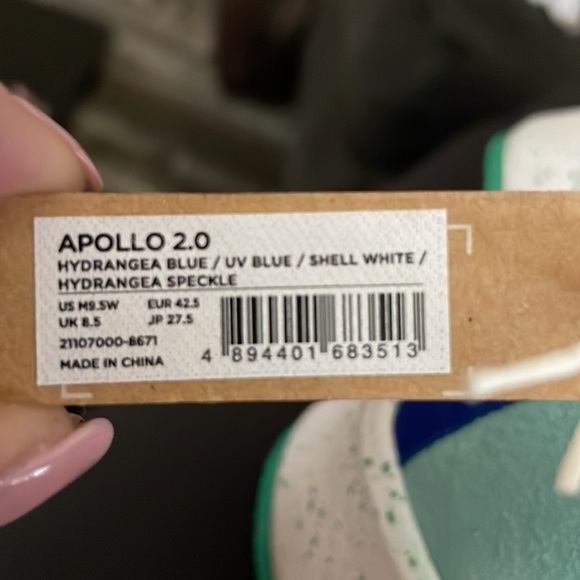 APOLLO 2.0
HYDRANGEA BLUE / UV BLUE / SHELL WHITE /
HYDRANGEA SPECKLE
US M9.5W EUR 42.5
UK 8.5 JP 27.5
21107000-8671
MADE IN CHINA
4 894401 683513